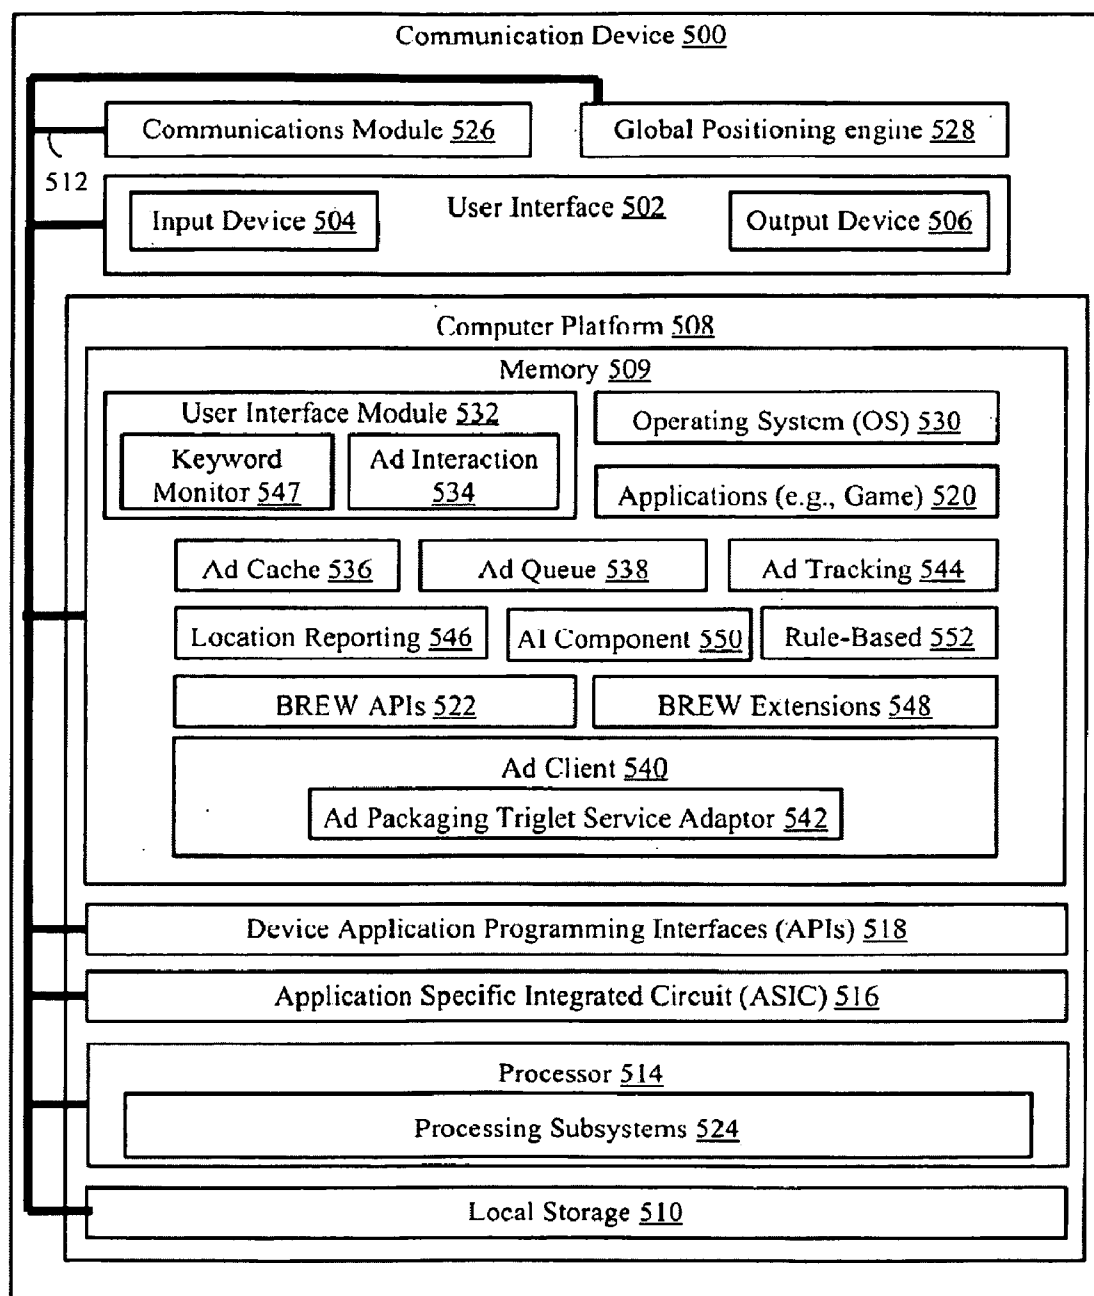 Communication Device 500
Communications Module 526
Global Positioning engine 528
512
User Interface 502
Input Device 504
Output Device 506
Computer Platform 508
Memory 509
User Interface Module 532
Operating System (OS) 530
Keyword
Monitor 547
Ad Interaction
534
Applications (e.g., Game) 520
Ad Cache 536
Ad Queue 538
Ad Tracking 544
Location Reporting 546
AI Component 550
Rule-Based 552
BREW APIs 522
BREW Extensions 548
Ad Client 540
Ad Packaging Triglet Service Adaptor 542
Device Application Programming Interfaces (APIs) 518
Application Specific Integrated Circuit (ASIC) 516
Processor 514
Processing Subsystems 524
Local Storage 510